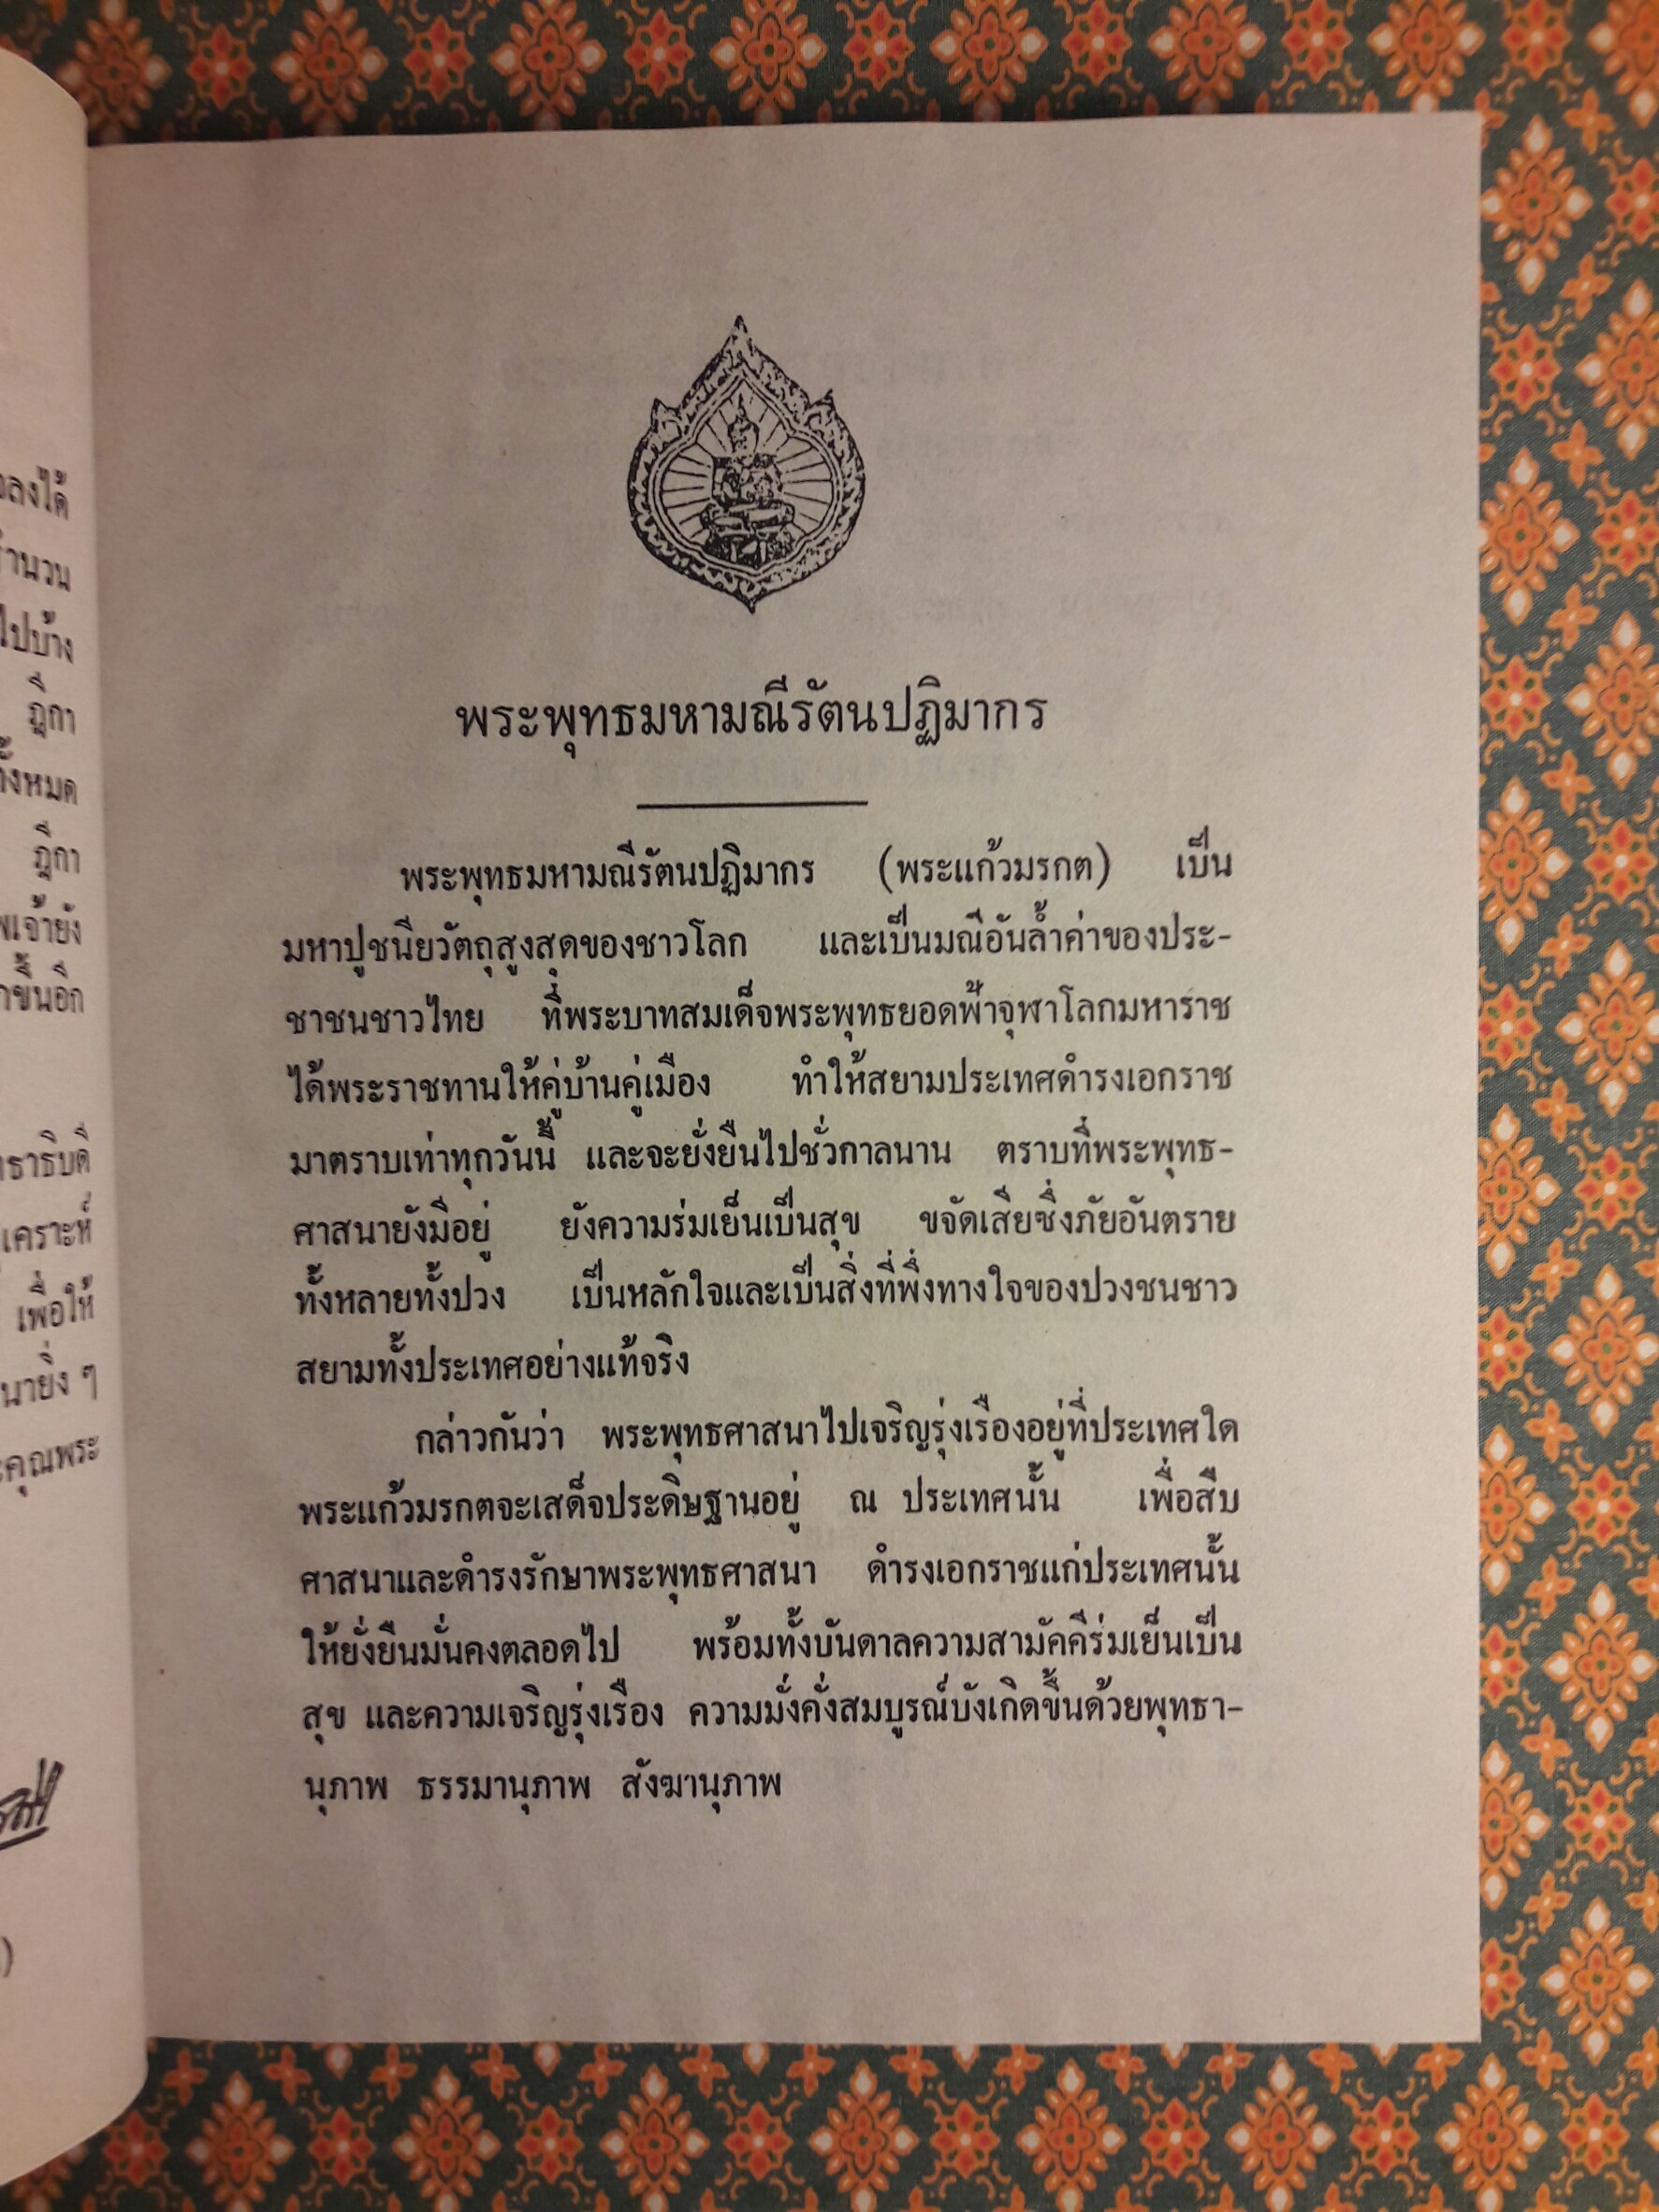 ลงได้
ไปบ้าง
ฎีกา
ฎีกา
เพื่อให้
พระพุทธมหามณีรัตนปฏิมากร
พระพุทธมหามณีรัตนปฏิมากร (พระแก้วมรกต) เป็น
มหาปูชนียวัตถุสูงสุดของชาวโลก และเป็นมณีอันล้ำค่าของประ-
ชาชนชาวไทย ที่พระบาทสมเด็จพระพุทธยอดฟ้าจุฬาโลกมหาราช
ได้พระราชทานให้คู่บ้านคู่เมือง ทำให้สยามประเทศดำรงเอกราช
มาตราบเท่าทุกวันนี้ และจะยั่งยืนไปชั่วกาลนาน ตราบที่พระพุทธ-
ศาสนายังมีอยู่ ยังความร่มเย็นเป็นสุข ขจัดเสียซึ่งภัยอันตราย
ทั้งหลายทั้งปวง เป็นหลักใจและเป็นสิ่งที่พึ่งทางใจของปวงชนชาว
สยามทั้งประเทศอย่างแท้จริง
กล่าวกันว่า พระพุทธศาสนาไปเจริญรุ่งเรืองอยู่ที่ประเทศใด
พระแก้วมรกตจะเสด็จประดิษฐานอยู่ ณ ประเทศนั้น เพื่อสืบ
ศาสนาและดำรงรักษาพระพุทธศาสนา ดำรงเอกราชแก่ประเทศนั้น
ให้ยั่งยืนมั่นคงตลอดไป พร้อมทั้งบันดาลความสามัคคีร่มเย็นเป็น
สุข และความเจริญรุ่งเรือง ความมั่งคั่งสมบูรณ์บังเกิดขึ้นด้วยพุทธา-
นุภาพ ธรรมานุภาพ สังฆานุภาพ